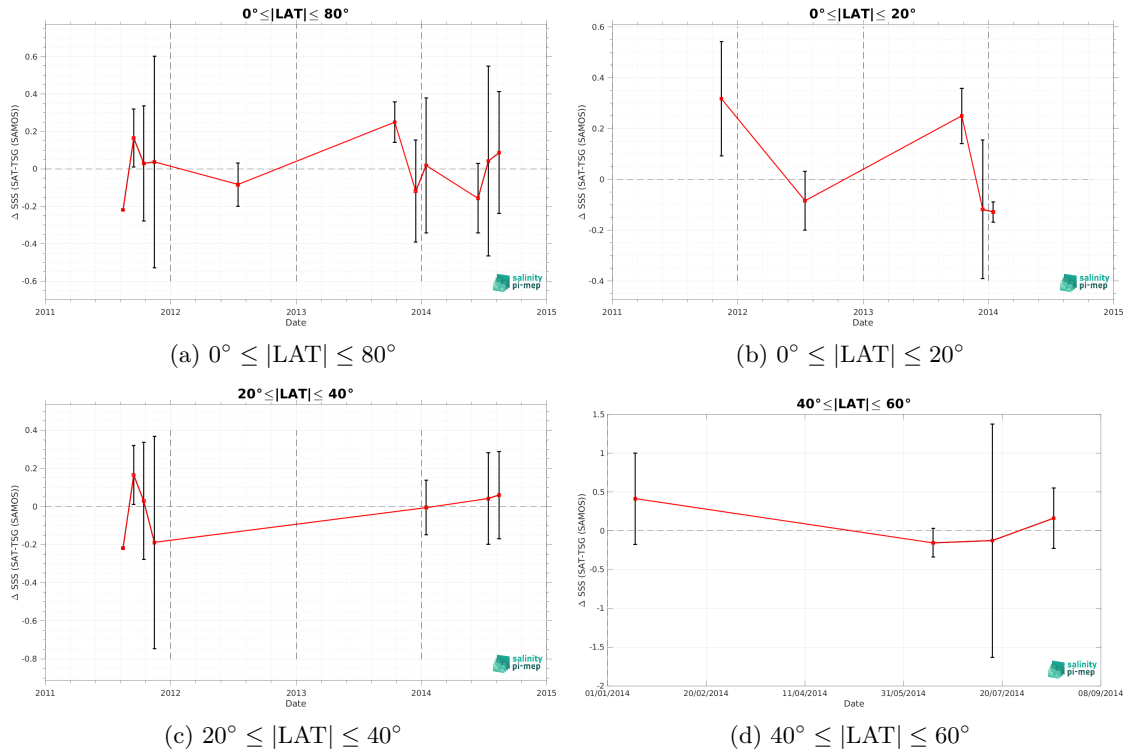 0°≤|LAT|≤ 80°
Δ SSS (SAT-TSG (SAMOS))
0.6
0.4
0.2
0
-0.2
-0.4
-0.6
2011
2012
2013
2014
2015
Date
salinity
pi-mep
(a) 0° ≤ |LAT| ≤ 80°
0°≤|LAT|≤ 20°
Δ SSS (SAT-TSG (SAMOS))
0.6
0.4
0.2
0
-0.2
-0.4
2011
2012
2013
2014
2015
Date
salinity
pi-mep
(b) 0° ≤ |LAT| ≤ 20°
20°≤|LAT|≤ 40°
Δ SSS (SAT-TSG (SAMOS))
0.4
0.2
0
-0.2
-0.4
-0.6
-0.8
2011
2012
2013
2014
2015
Date
salinity
pi-mep
(c) 20° ≤ |LAT| ≤ 40°
40°≤|LAT|≤ 60°
Δ SSS (SAT-TSG (SAMOS))
1.5
1
0.5
0
-0.5
-1
-1.5
-2
01/01/2014
20/02/2014
11/04/2014
31/05/2014
20/07/2014
08/09/2014
Date
salinity
pi-mep
(d) 40° ≤ |LAT| ≤ 60°